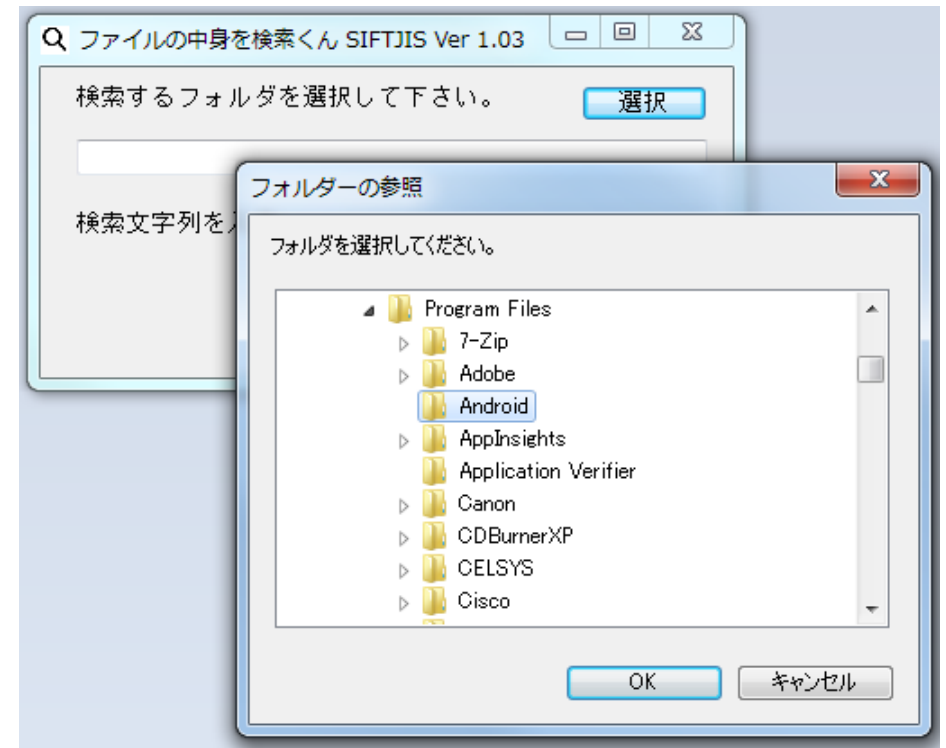 ファイルの中身を検索くん SIFTJIS Ver 1.03
検索するフォルダを選択して下さい。
選択
検索文字列を
フォルダーの参照
フォルダを選択してください。
Program Files
7-Zip
Adobe
Android
AppInsights
Application Verifier
Canon
CDBurnerXP
CELSYS
Cisco
OK
キャンセル